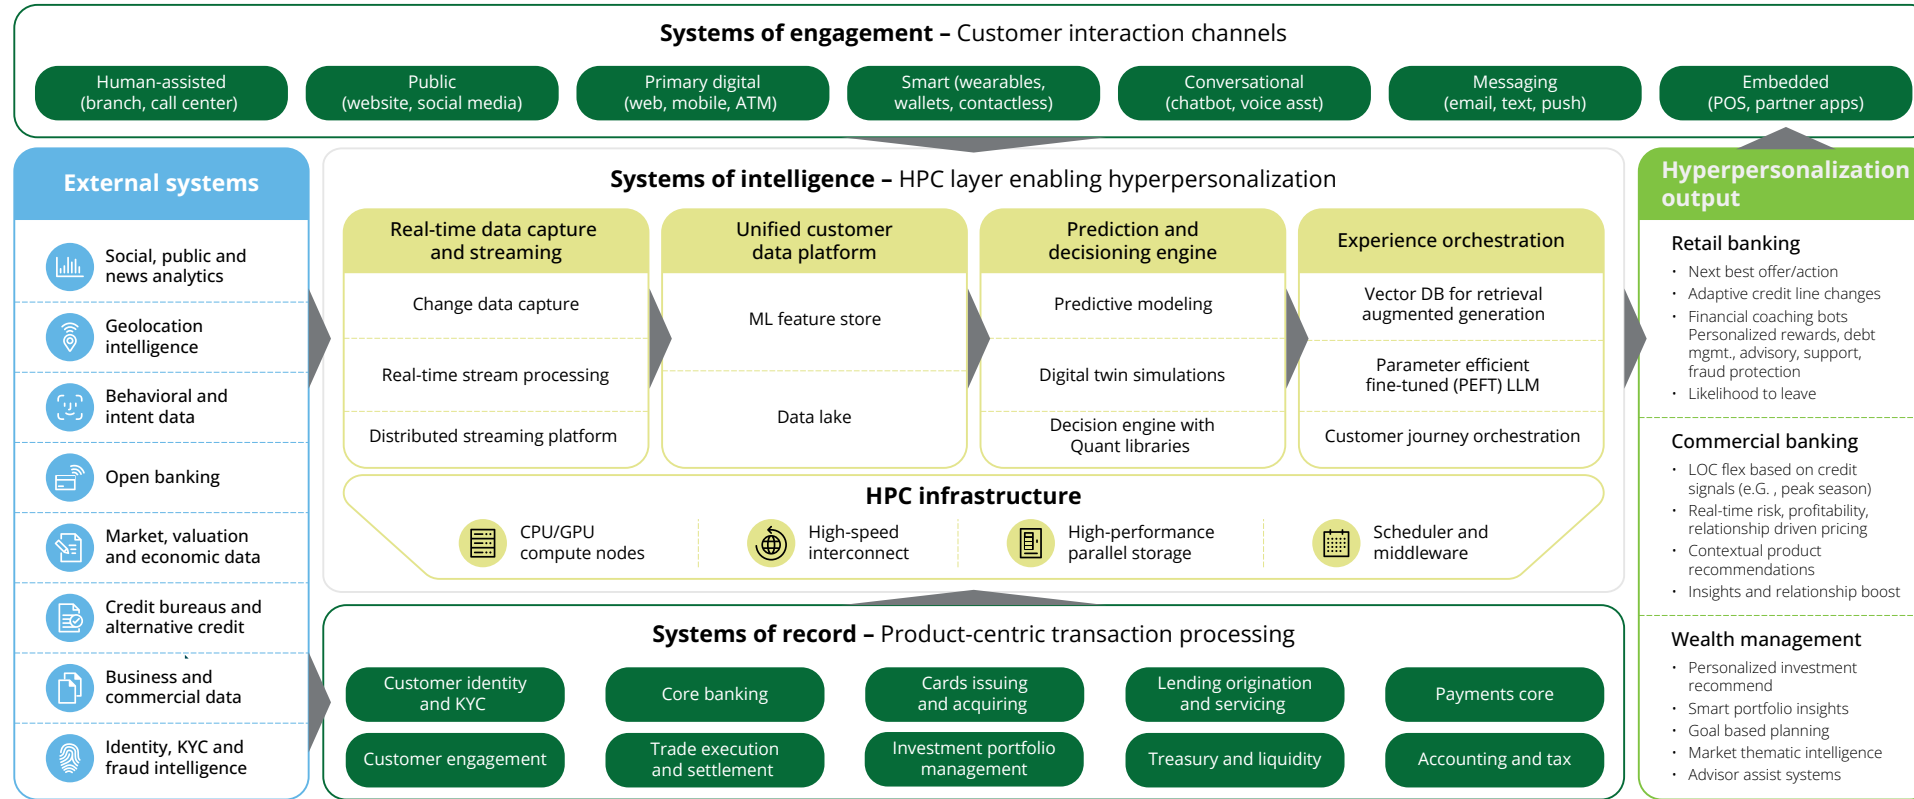 Systems of engagement – Customer interaction channels
Human-assisted
(branch, call center)
Public
(website, social media)
Primary digital
(web, mobile, ATM)
Smart (wearables,
wallets, contactless)
Conversational
(chatbot, voice asst)
Messaging
(email, text, push)
Embedded
(POS, partner apps)
External systems
Social, public and
news analytics
Geolocation
intelligence
Behavioral and
intent data
Open banking
Market, valuation
and economic data
Credit bureaus and
alternative credit
Business and
commercial data
Identity, KYC and
fraud intelligence
Systems of intelligence – HPC layer enabling hyperpersonalization
Real-time data capture
and streaming
Change data capture
Real-time stream processing
Distributed streaming platform
Unified customer
data platform
ML feature store
Data lake
Prediction and
decisioning engine
Predictive modeling
Digital twin simulations
Decision engine with
Quant libraries
Experience orchestration
Vector DB for retrieval
augmented generation
Parameter efficient
fine-tuned (PEFT) LLM
Customer journey orchestration
HPC infrastructure
CPU/GPU
compute nodes
High-speed
interconnect
High-performance
parallel storage
Scheduler and
middleware
Systems of record – Product-centric transaction processing
Customer identity
and KYC
Core banking
Cards issuing
and acquiring
Lending origination
and servicing
Payments core
Customer engagement
Trade execution
and settlement
Investment portfolio
management
Treasury and liquidity
Accounting and tax
Hyperpersonalization
output
Retail banking
• Next best offer/action
• Adaptive credit line changes
• Financial coaching bots
Personalized rewards, debt
mgmt., advisory, support,
fraud protection
• Likelihood to leave
Commercial banking
• LOC flex based on credit
signals (e.G. , peak season)
• Real-time risk, profitability,
relationship driven pricing
• Contextual product
recommendations
• Insights and relationship boost
Wealth management
• Personalized investment
recommend
• Smart portfolio insights
• Goal based planning
• Market thematic intelligence
• Advisor assist systems